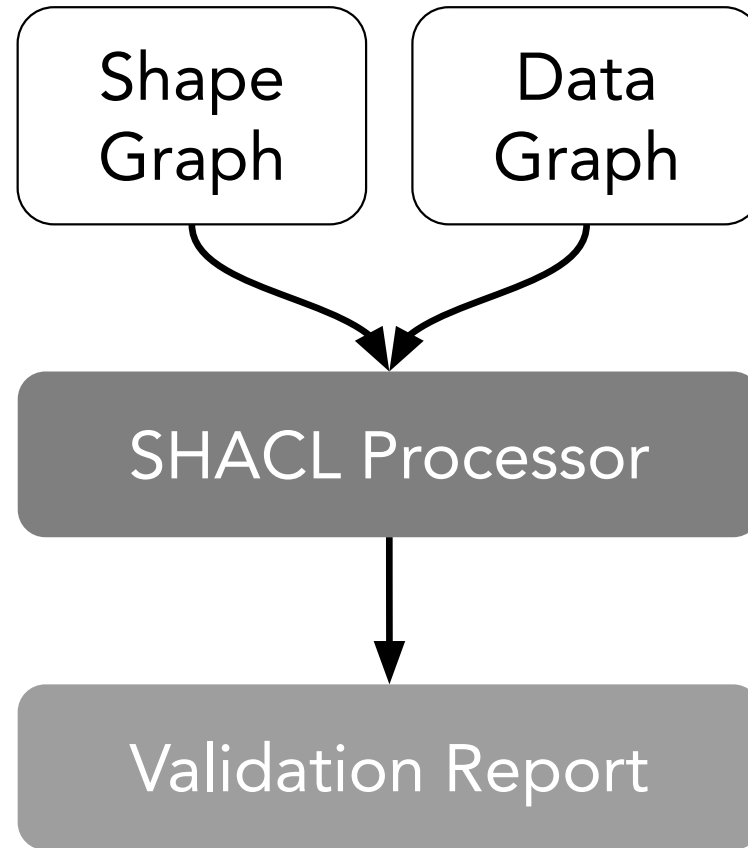 Shape
Graph
Data
Graph
SHACL Processor
Validation Report